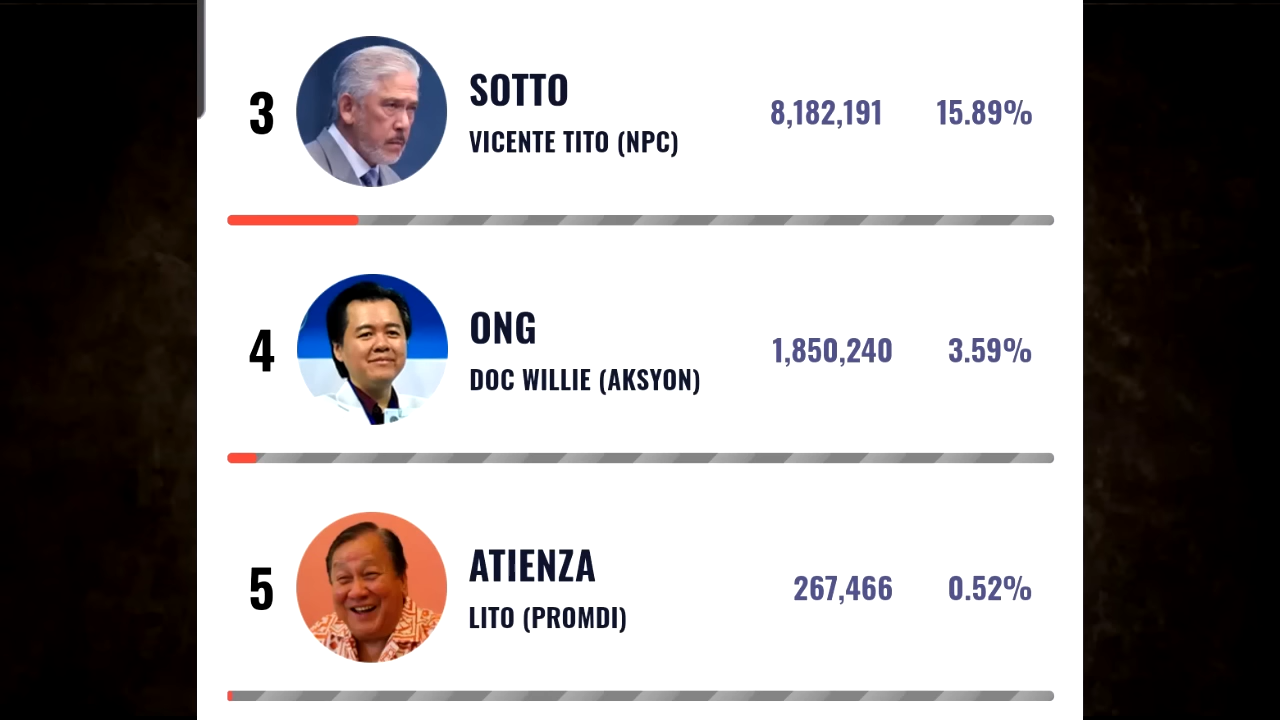 3
SOTTO
VICENTE TITO (NPC)
8,182,191 15.89%
4
ONG
DOC WILLIE (AKSYON)
1,850,240 3.59%
5
ATIENZA
LITO (PROMDI)
267,466 0.52%